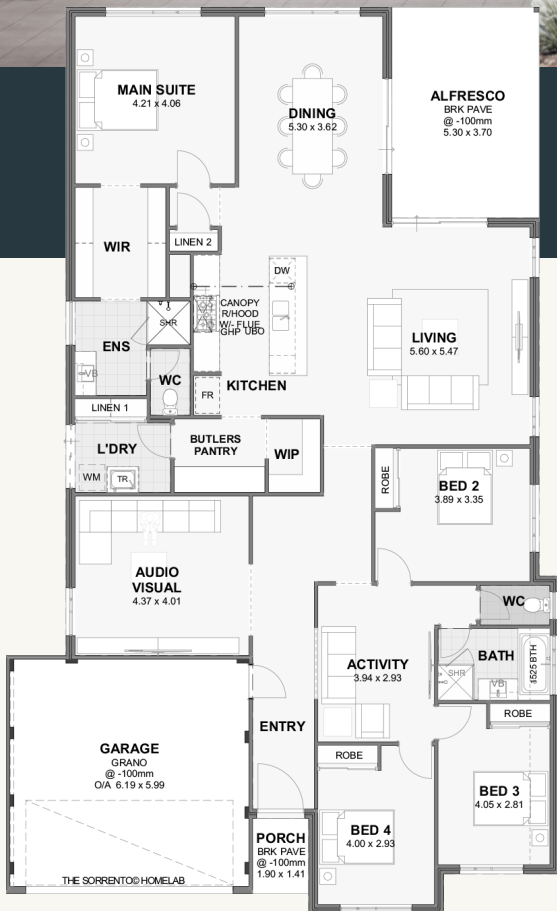 MAIN SUITE
4.21 x 4.06
DINING
5.30 x 3.62
ALFRESCO
BRK PAVE
@ -100mm
5.30 x 3.70
WIR
LINEN 2
DW
CANOPY
R/HOOD
W/- FLUE
GHP UBO
SHR
ENS
VB
WC
KITCHEN
FR
LIVING
5.60 x 5.47
LINEN 1
L'DRY
WM
TR
BUTLERS
PANTRY
WIP
ROBE
BED 2
3.89 x 3.35
AUDIO
VISUAL
4.37 x 4.01
WC
ACTIVITY
3.94 x 2.93
BATH
SHR
VB
1525 BTH
ROBE
ENTRY
GARAGE
GRANO
@ -100mm
O/A 6.19 x 5.99
ROBE
BED 3
4.05 x 2.81
PORCH
BRK PAVE
@ -100mm
1.90 x 1.41
BED 4
4.00 x 2.93
THE SORRENTO© HOMELAB